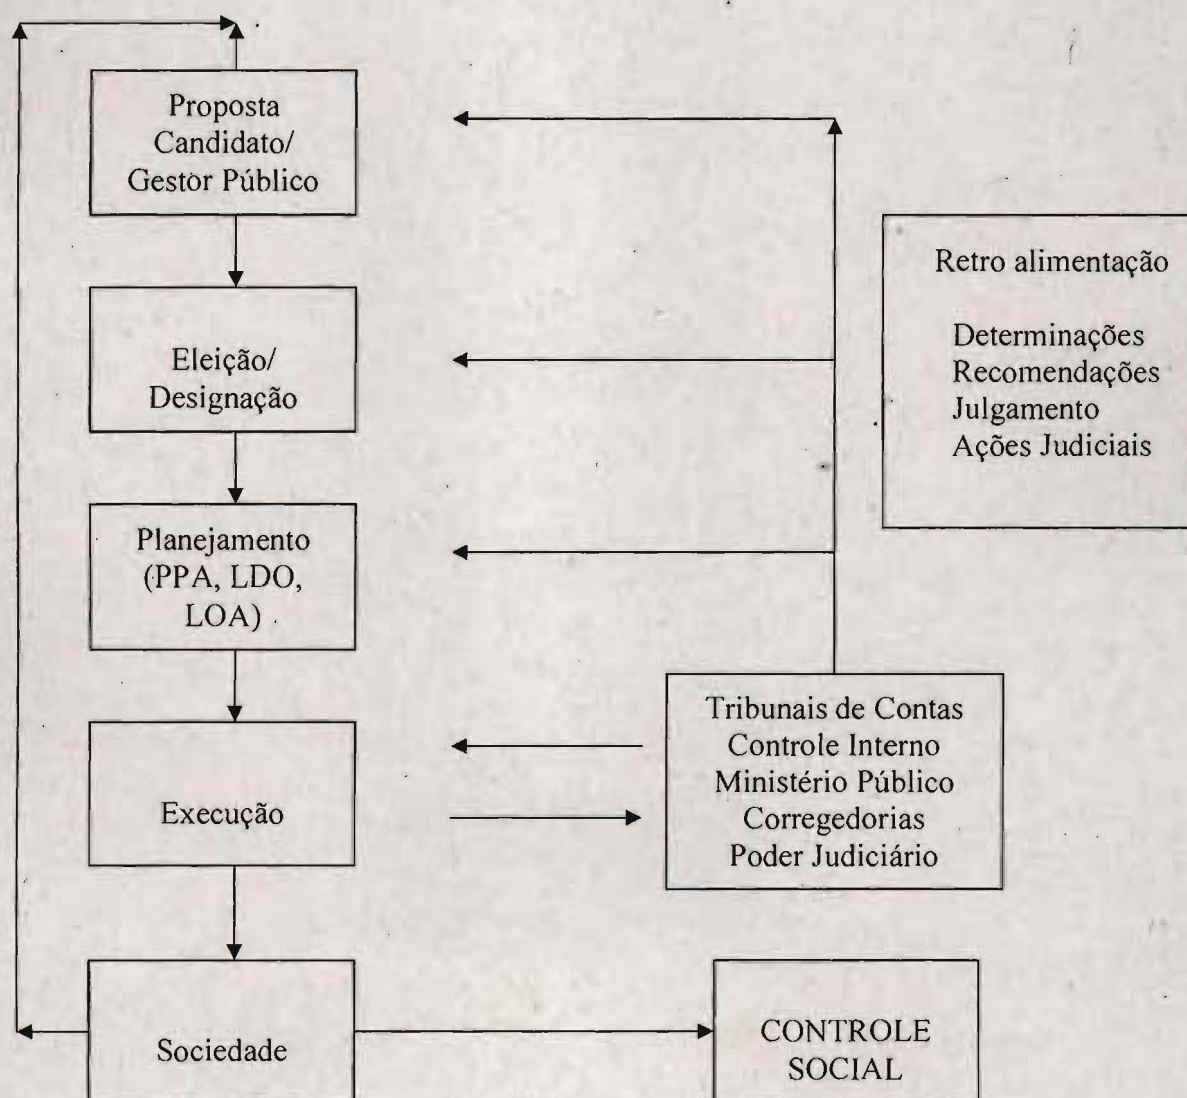 Proposta
Candidato/
Gestor Público
Retro alimentação
Determinações
Recomendações
Julgamento
Ações Judiciais
Eleição/
Designação
Planejamento
(PPA, LDO,
LOA)
Tribunais de Contas
Controle Interno
Ministério Público
Corregedorias
Poder Judiciário
Execução
Sociedade
CONTROLE
SOCIAL